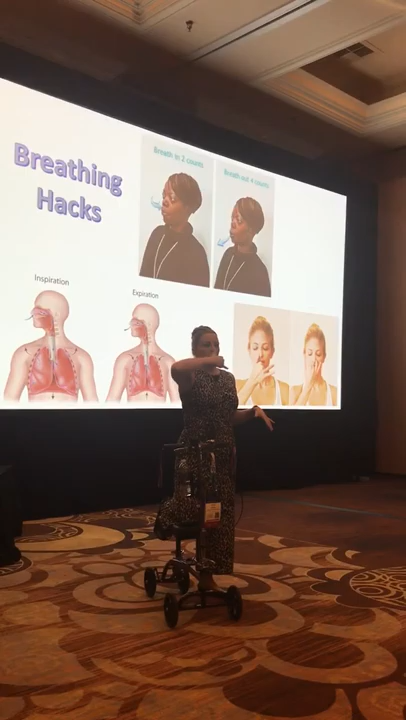 Breathing
Hacks
Breath in 2 counts
Breath out 4 counts
Inspiration
Expiration